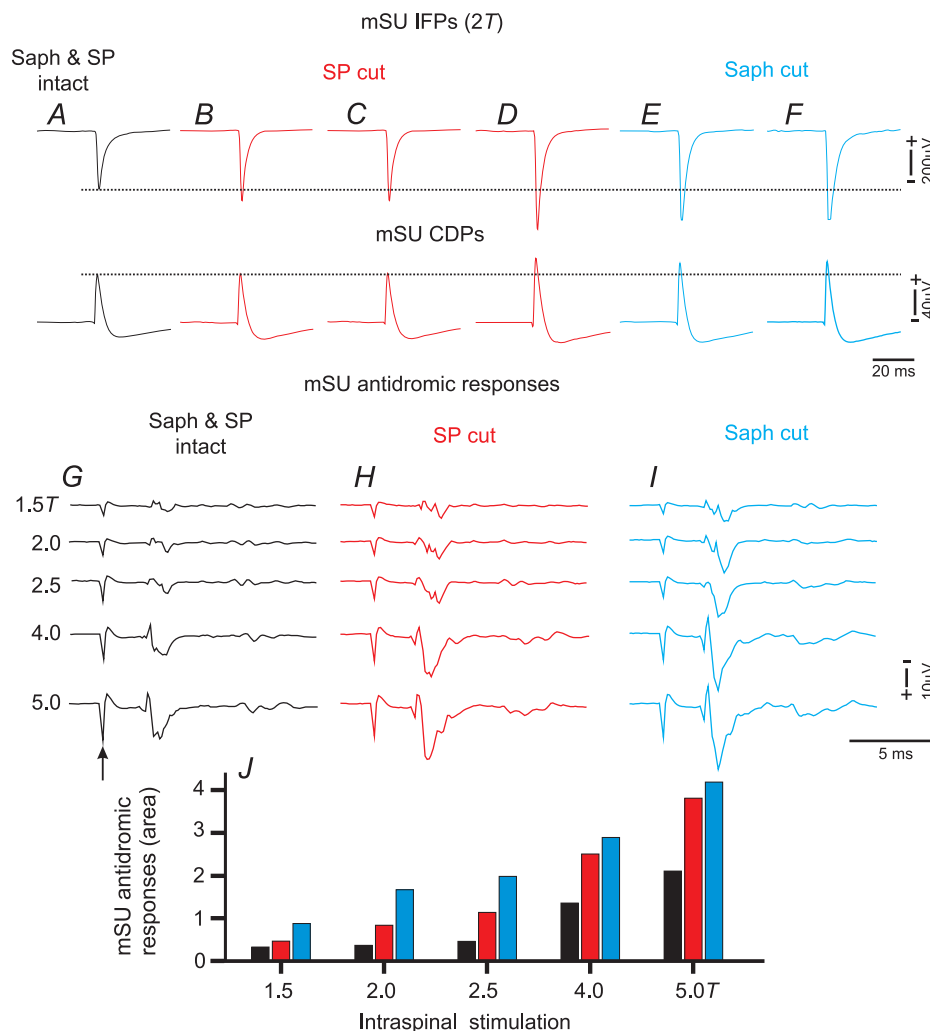 mSU IFPs (2T)
Saph & SP
intact
SP cut
Saph cut
A
B
C
D
E
F
+
-
200µV
mSU CDPs
+
-
40µV
20 ms
mSU antidromic responses
Saph & SP
intact
SP cut
Saph cut
G
H
I
1.5T
2.0
2.5
4.0
5.0
-
+
10µV
5 ms
J
mSU antidromic
responses (area)
4
3
2
1
0
1.5
2.0
2.5
4.0
5.0T
Intraspinal stimulation